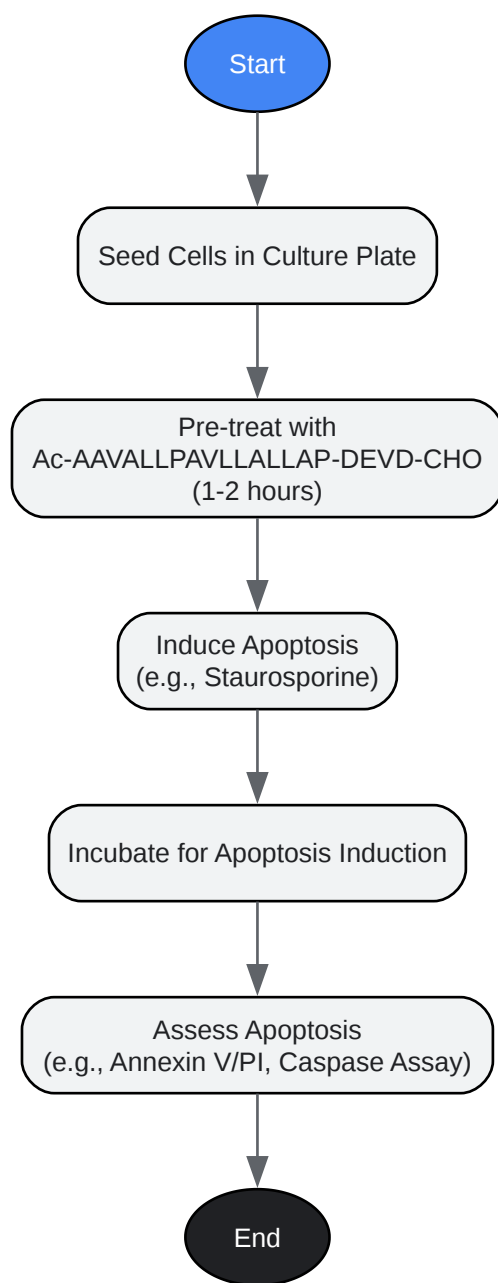 Start
Seed Cells in Culture Plate
Pre-treat with
Ac-AAVALLPAVLLALLAP-DEVD-CHO
(1-2 hours)
Induce Apoptosis
(e.g., Staurosporine)
Incubate for Apoptosis Induction
Assess Apoptosis
(e.g., Annexin V/PI, Caspase Assay)
End